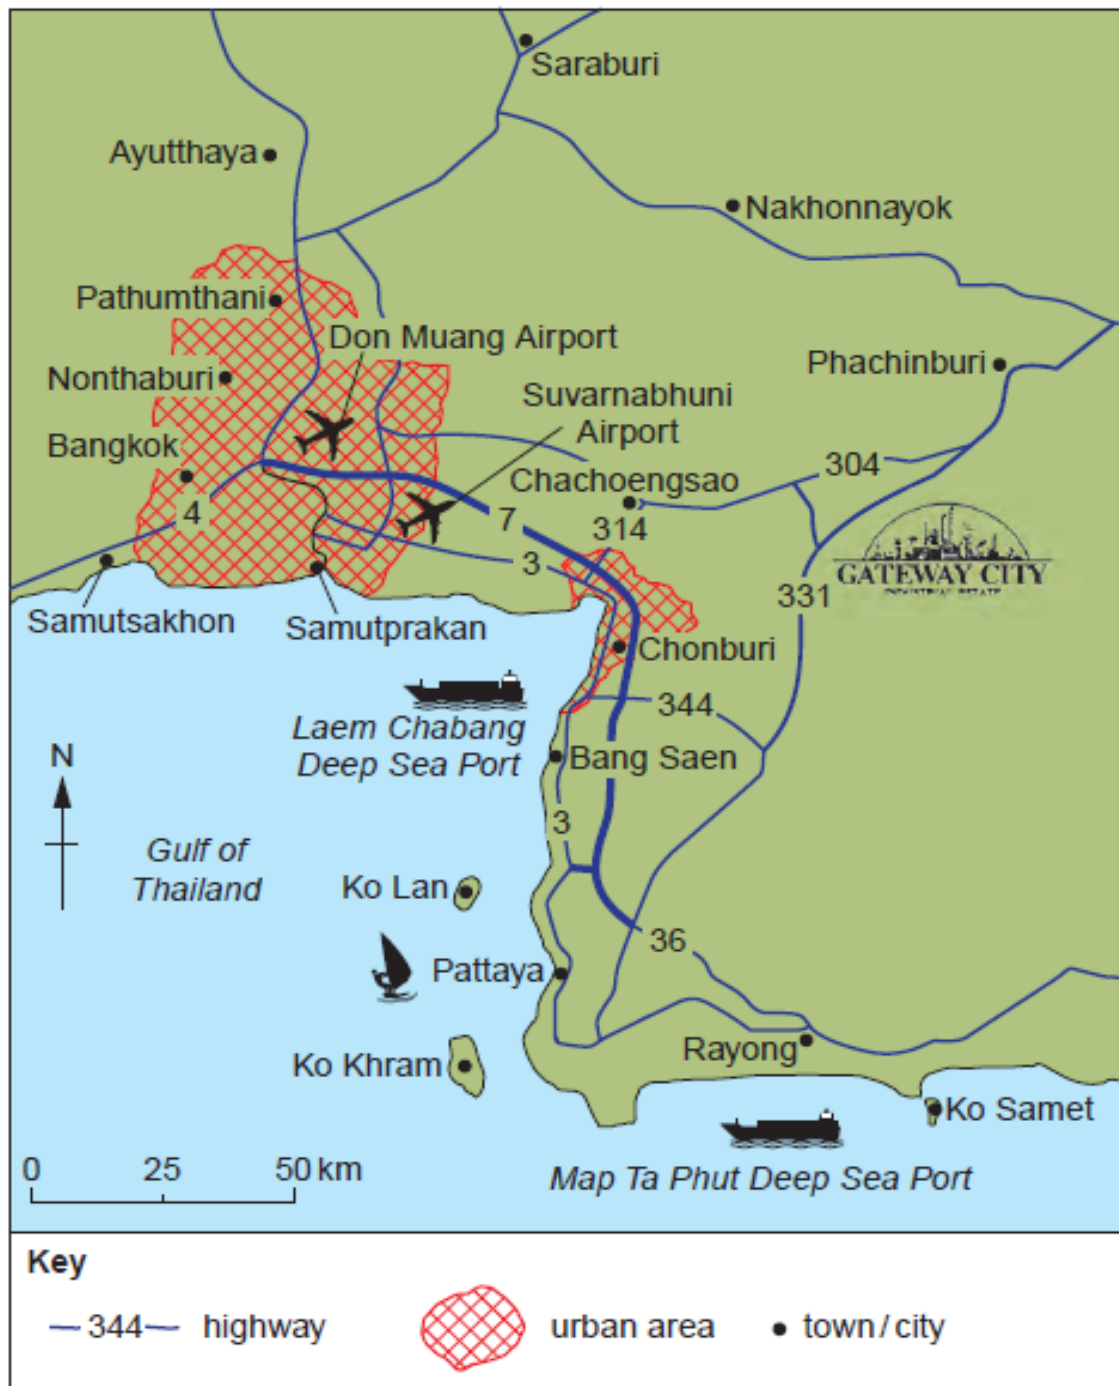 Saraburi
Ayutthaya
Nakhonnayok
Pathumthani
Don Muang Airport
Phachinburi
Nonthaburi
Suvarnabhuni
Airport
Bangkok
304
Chachoengsao
4
7
314
3
GATEWAY CITY
INDUSTRIAL ESTATE
331
Samutsakhon
Samutprakan
Chonburi
344
Laem Chabang
Deep Sea Port
N
Bang Saen
3
Gulf of
Thailand
Ko Lan
36
Pattaya
Rayong
Ko Khram
Ko Samet
0 25 50 km
Map Ta Phut Deep Sea Port
Key
344 highway
urban area
town/city